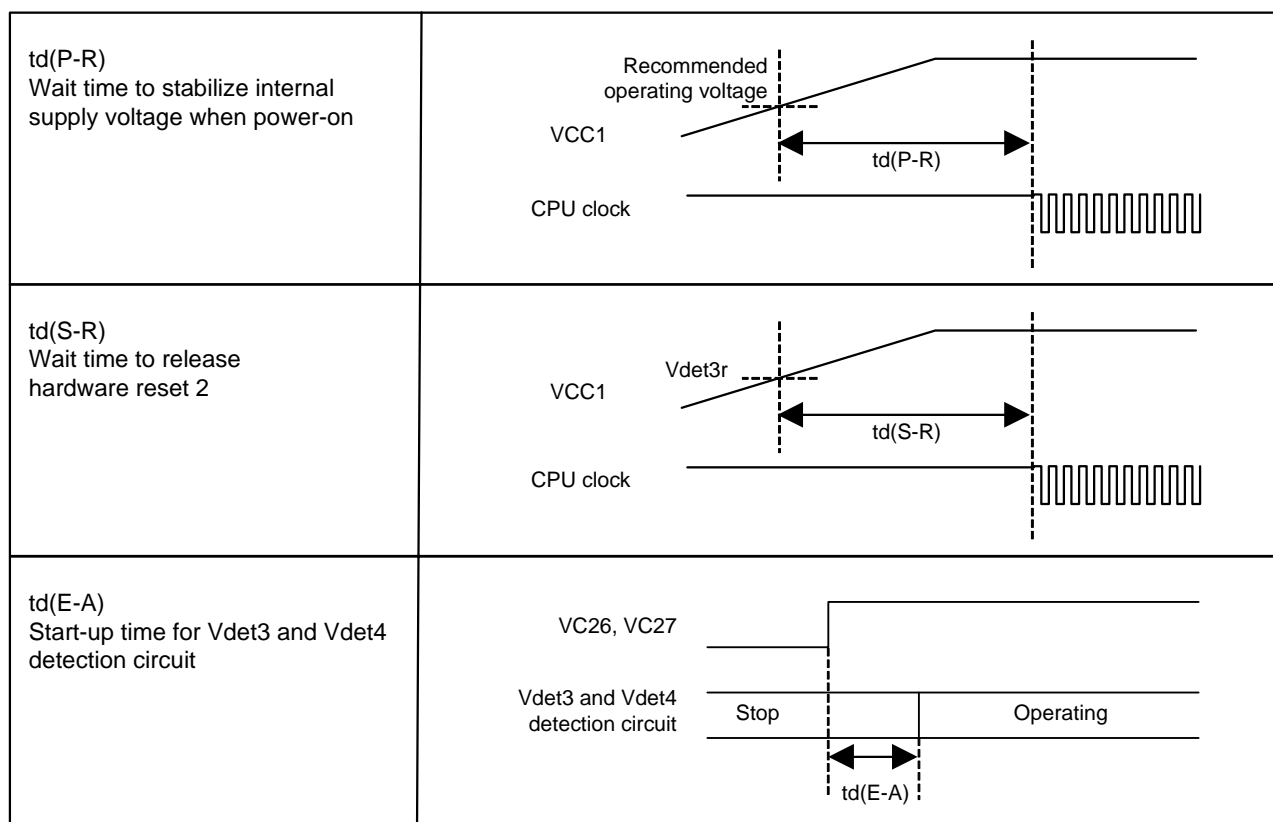 td(P-R)
Wait time to stabilize internal
supply voltage when power-on
Recommended
operating voltage
VCC1
td(P-R)
CPU clock
td(S-R)
Wait time to release
hardware reset 2
Vdet3r
VCC1
td(S-R)
CPU clock
td(E-A)
Start-up time for Vdet3 and Vdet4
detection circuit
VC26, VC27
Vdet3 and Vdet4
detection circuit
Stop
Operating
td(E-A)